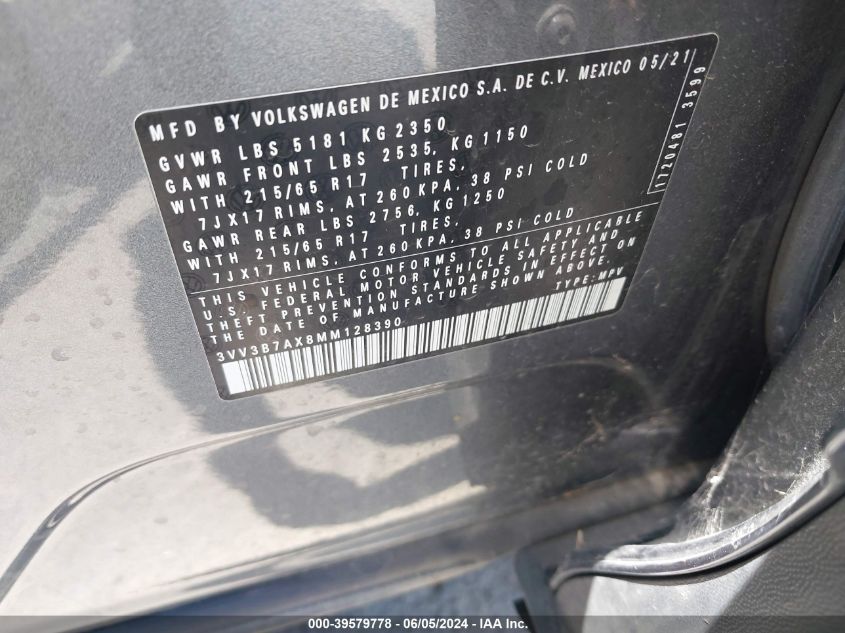 MFD BY VOLKSWAGEN DE MEXICO S.A. DE C.V. MEXICO 05/21
GVWR LBS 5181 KG 2350
GAWR FRONT LBS 2535, KG 1150
WITH 215/65 R17 TIRES,
7JX17 RIMS, AT 260 KPA, 38 PSI COLD
GAWR REAR LBS 2756, KG 1250
WITH 215/65 R17 TIRES,
7JX17 RIMS, AT 260 KPA, 38 PSI COLD
THIS VEHICLE CONFORMS TO ALL APPLICABLE
U.S. FEDERAL MOTOR VEHICLE SAFETY AND
THEFT PREVENTION STANDARDS IN EFFECT ON
THE DATE OF MANUFACTURE SHOWN ABOVE.
TYPE: MPV
3VV3B7AX8MM128390
1720481 3599
000-39579778 - 06/05/2024 - IAAI.com